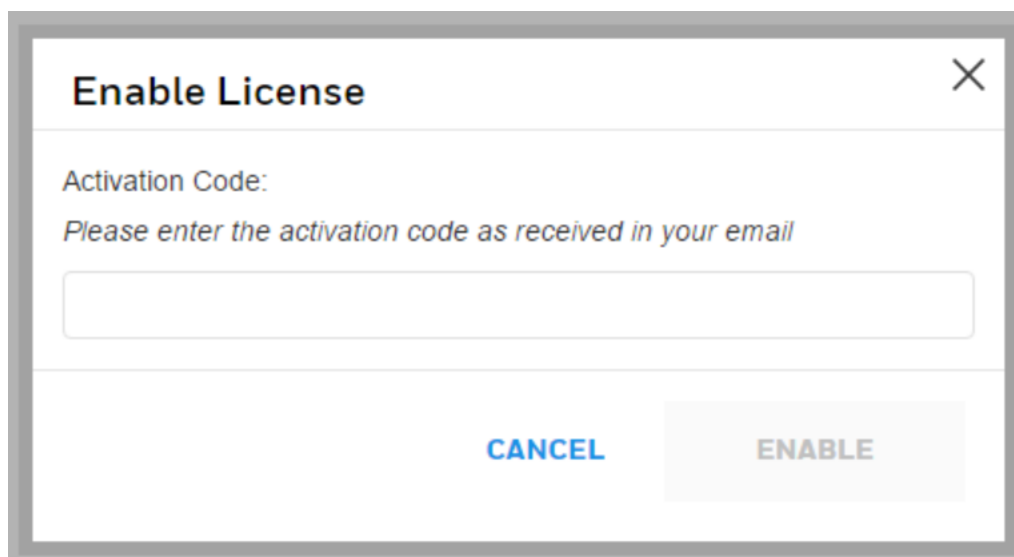 Enable License
Activation Code:
Please enter the activation code as received in your email
CANCEL ENABLE